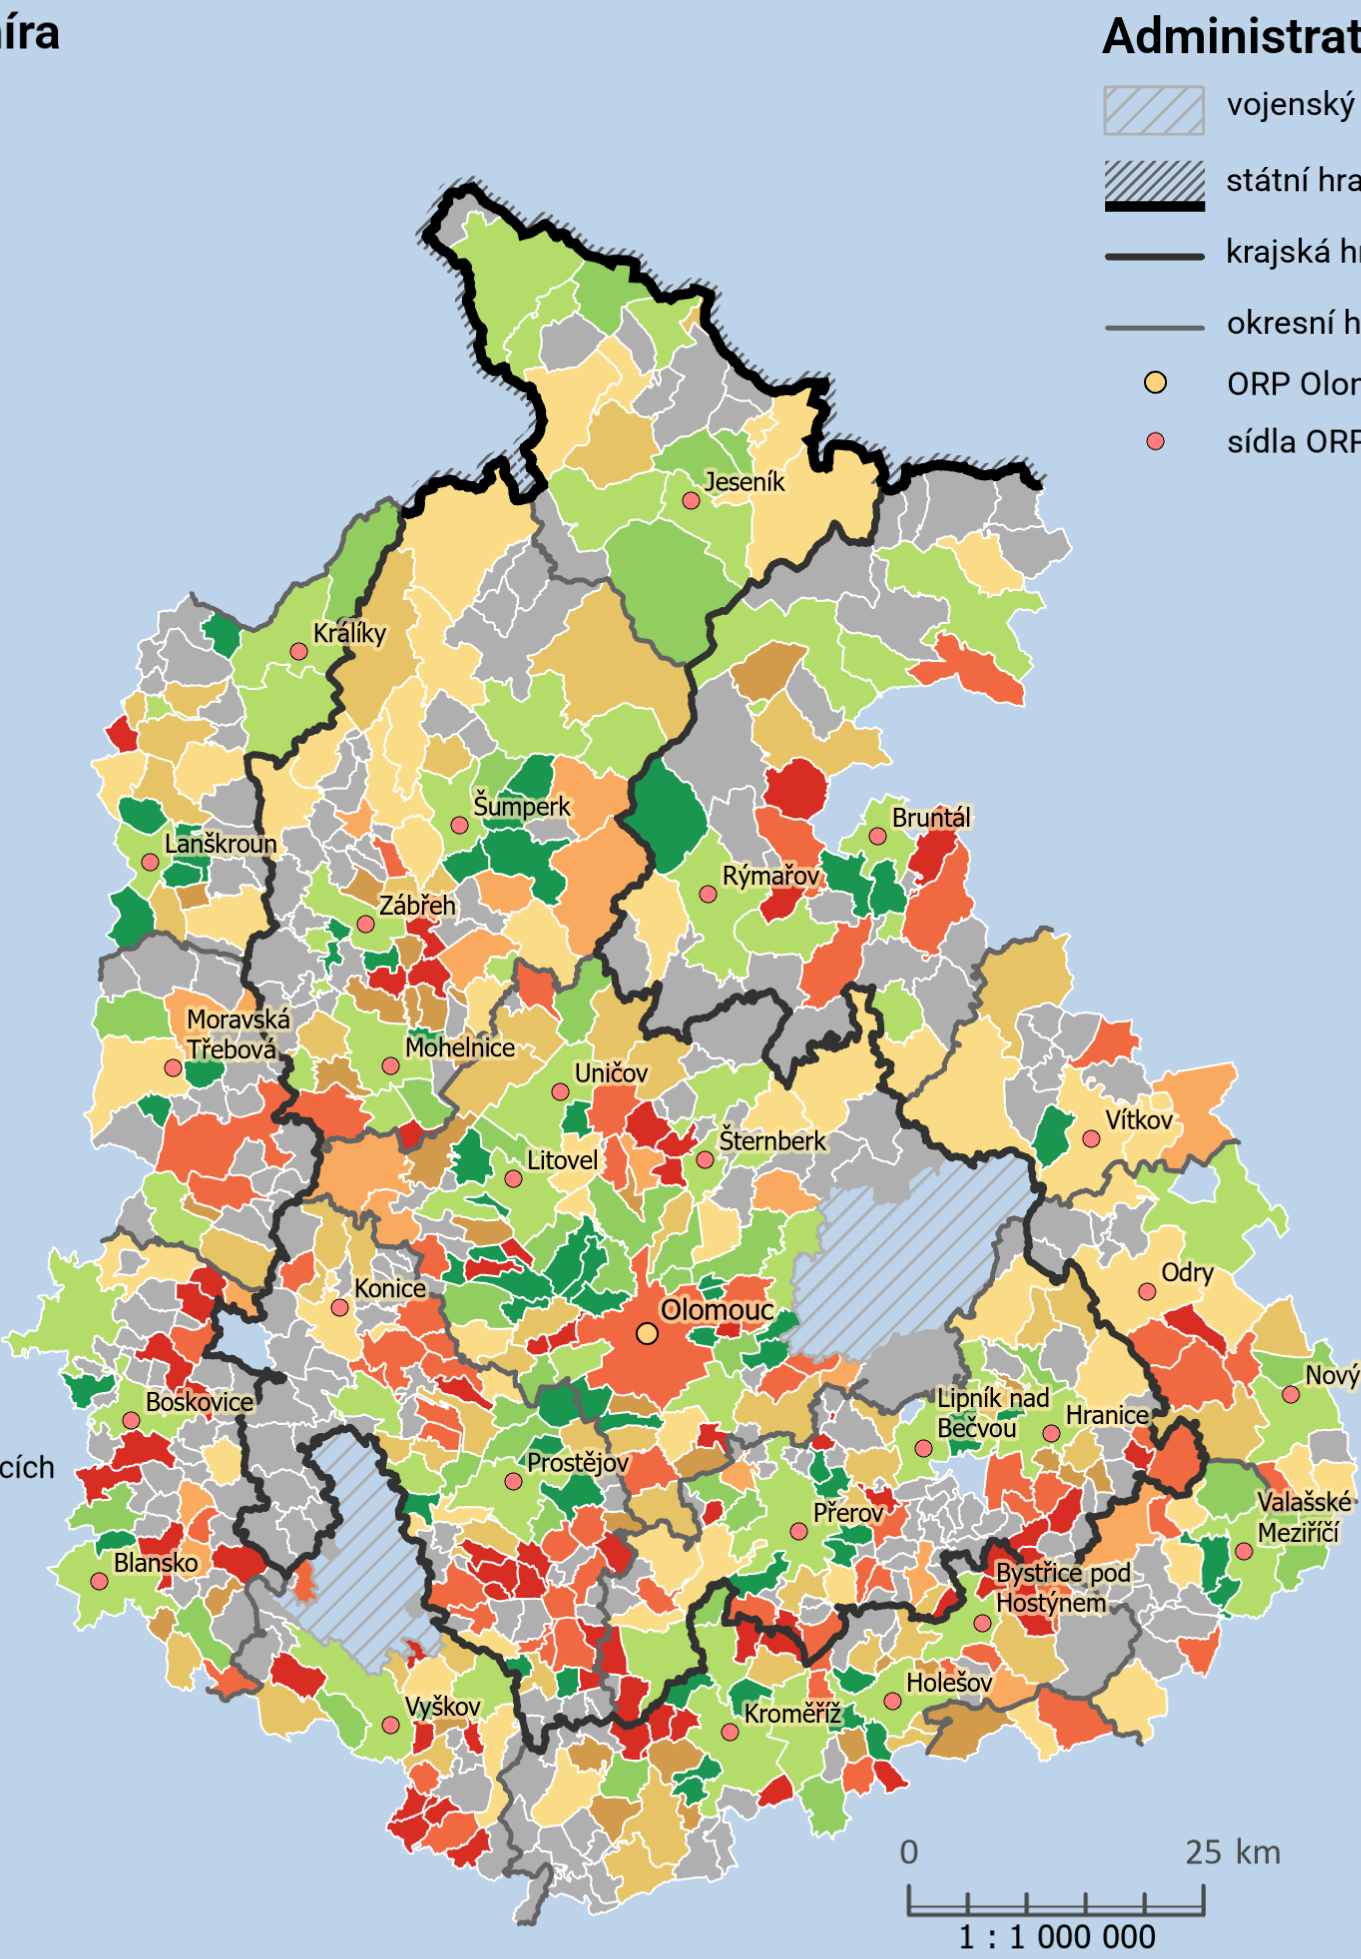 íra
Administrat
vojenský
státní hra
krajská hr
okresní h
ORP Olom
sídla ORP
Jeseník
Králíky
Šumperk
Bruntál
Lanškroun
Rýmařov
Zábřeh
Moravská
Třebová
Mohelnice
Uničov
Vítkov
Šternberk
Litovel
Odry
Konice
Olomouc
Nový
Boskovice
Lipník nad
Bečvou
Hranice
cích
Prostějov
Přerov
Valašské
Meziříčí
Blansko
Bystřice pod
Hostýnem
Holešov
Vyškov
Kroměříž
0 25 km
1 : 1 000 000